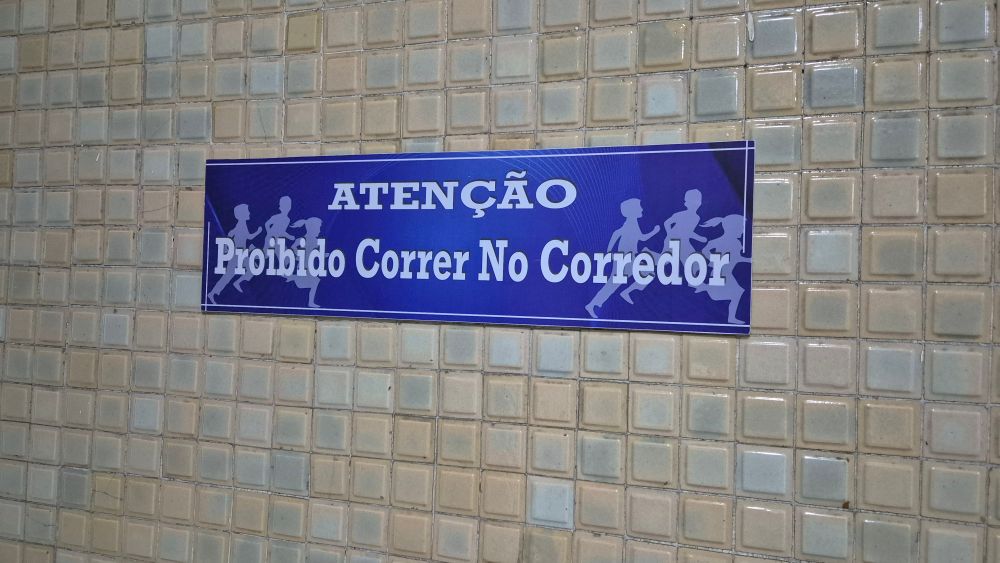 ATENÇÃO
Proibido Correr No Corredor